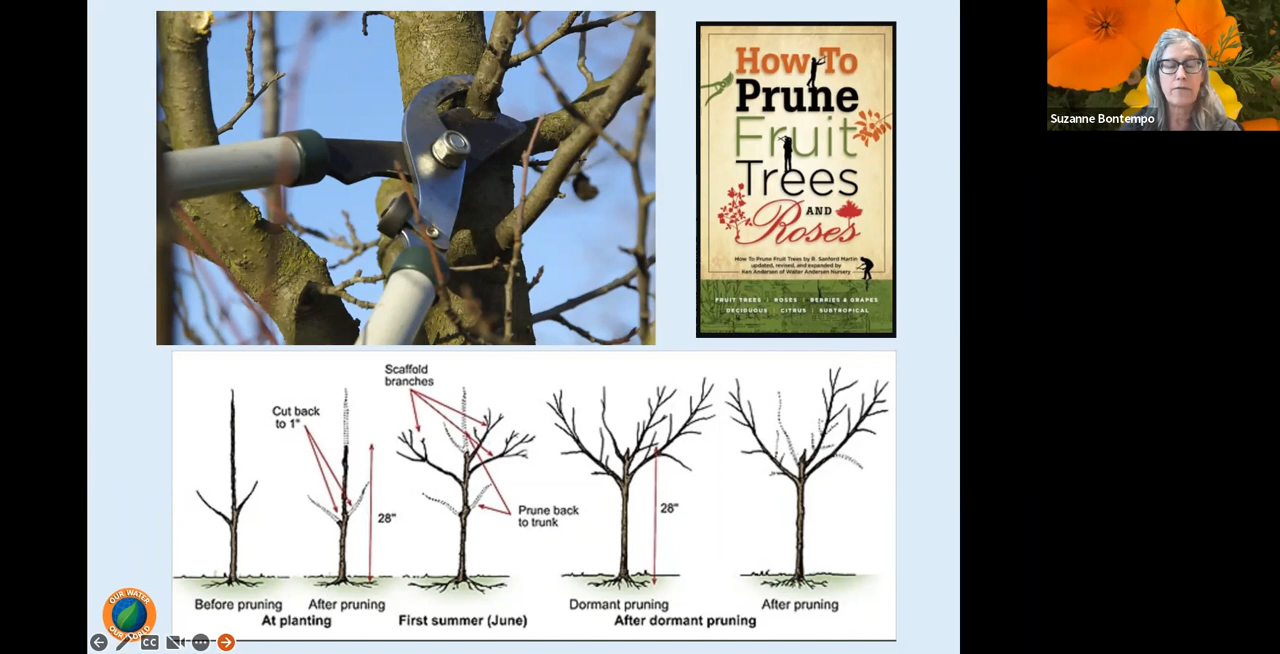 How To
Prune
Fruit
Trees
AND
Roses
How To Prune Fruit Trees by R. Sanford Martin
updated, revised, and expanded by
Ken Andersen of Walter Andersen Nursery
FRUIT TREES | ROSES | BERRIES & GRAPES
DECIDUOUS | CITRUS | SUBTROPICAL
Suzanne Bontempo
Scaffold
branches
Cut back
to 1"
28"
Prune back
to trunk
28"
Before pruning
After pruning
At planting
First summer (June)
Dormant pruning
After pruning
After dormant pruning
OUR WATER
OUR WORLD
CC